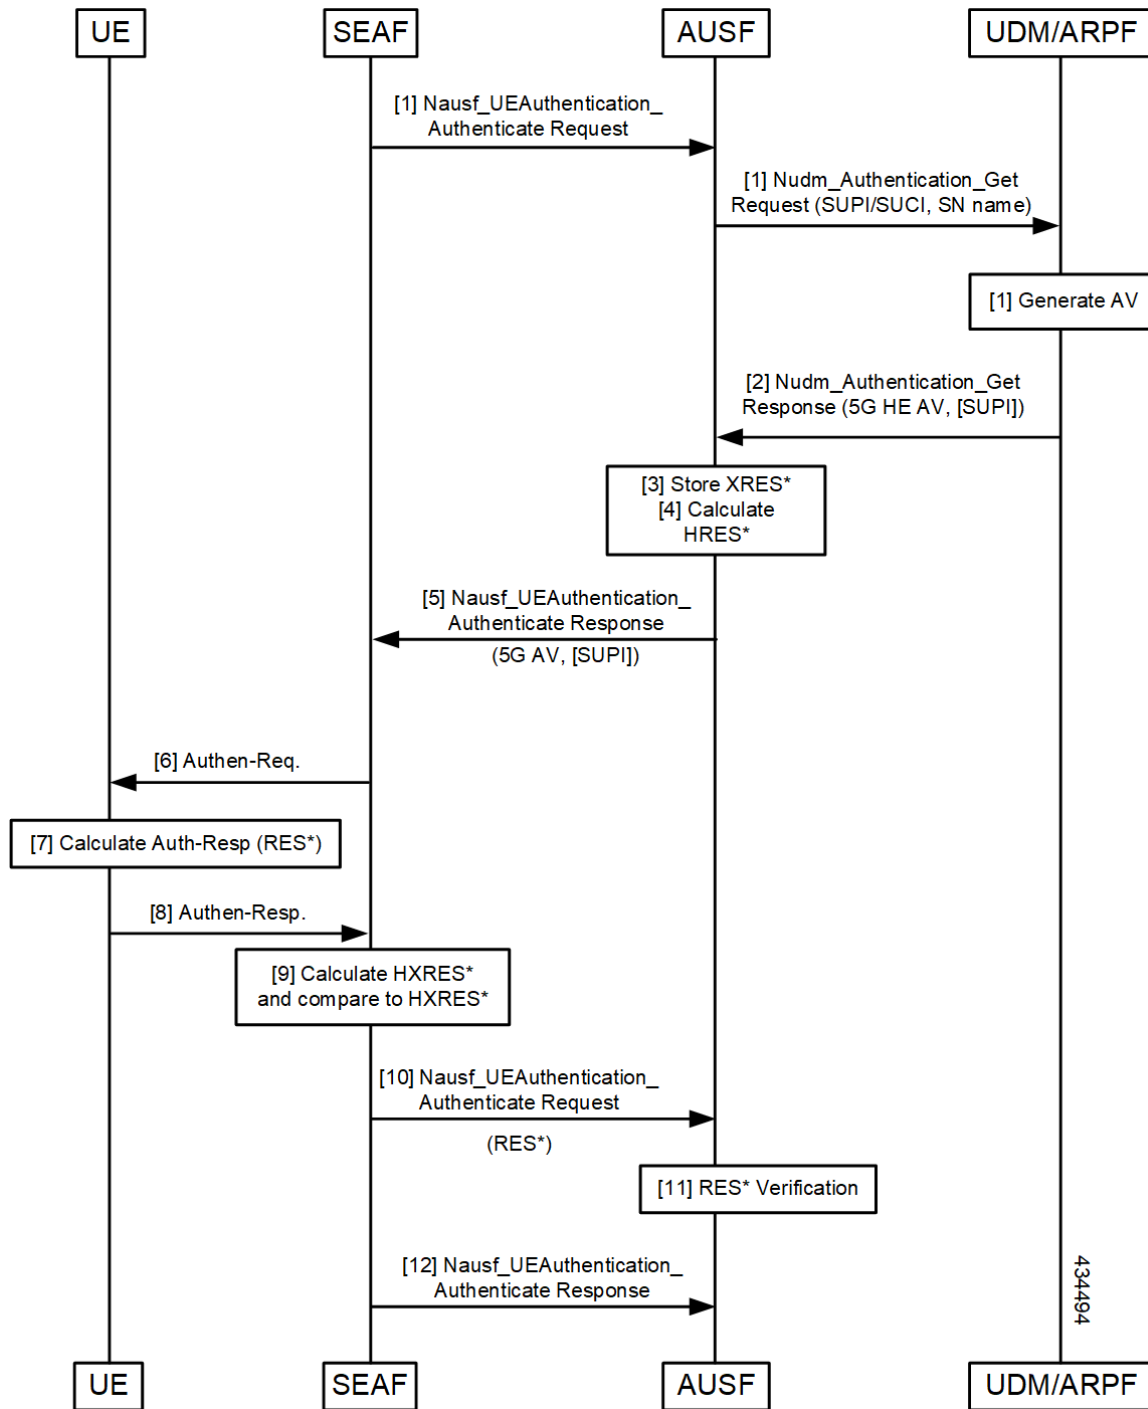 UE
SEAF
AUSF
UDM/ARPF
[1] Nausf_UEAuthentication_
Authenticate Request
[1] Nudm_Authentication_Get
Request (SUPI/SUCI, SN name)
[1] Generate AV
[2] Nudm_Authentication_Get
Response (5G HE AV, [SUPI])
[3] Store XRES*
[4] Calculate
HRES*
[5] Nausf_UEAuthentication_
Authenticate Response
(5G AV, [SUPI])
[6] Authen-Req.
[7] Calculate Auth-Resp (RES*)
[8] Authen-Resp.
[9] Calculate HXRES*
and compare to HXRES*
[10] Nausf_UEAuthentication_
Authenticate Request
(RES*)
[11] RES* Verification
[12] Nausf_UEAuthentication_
Authenticate Response
434494
UE
SEAF
AUSF
UDM/ARPF